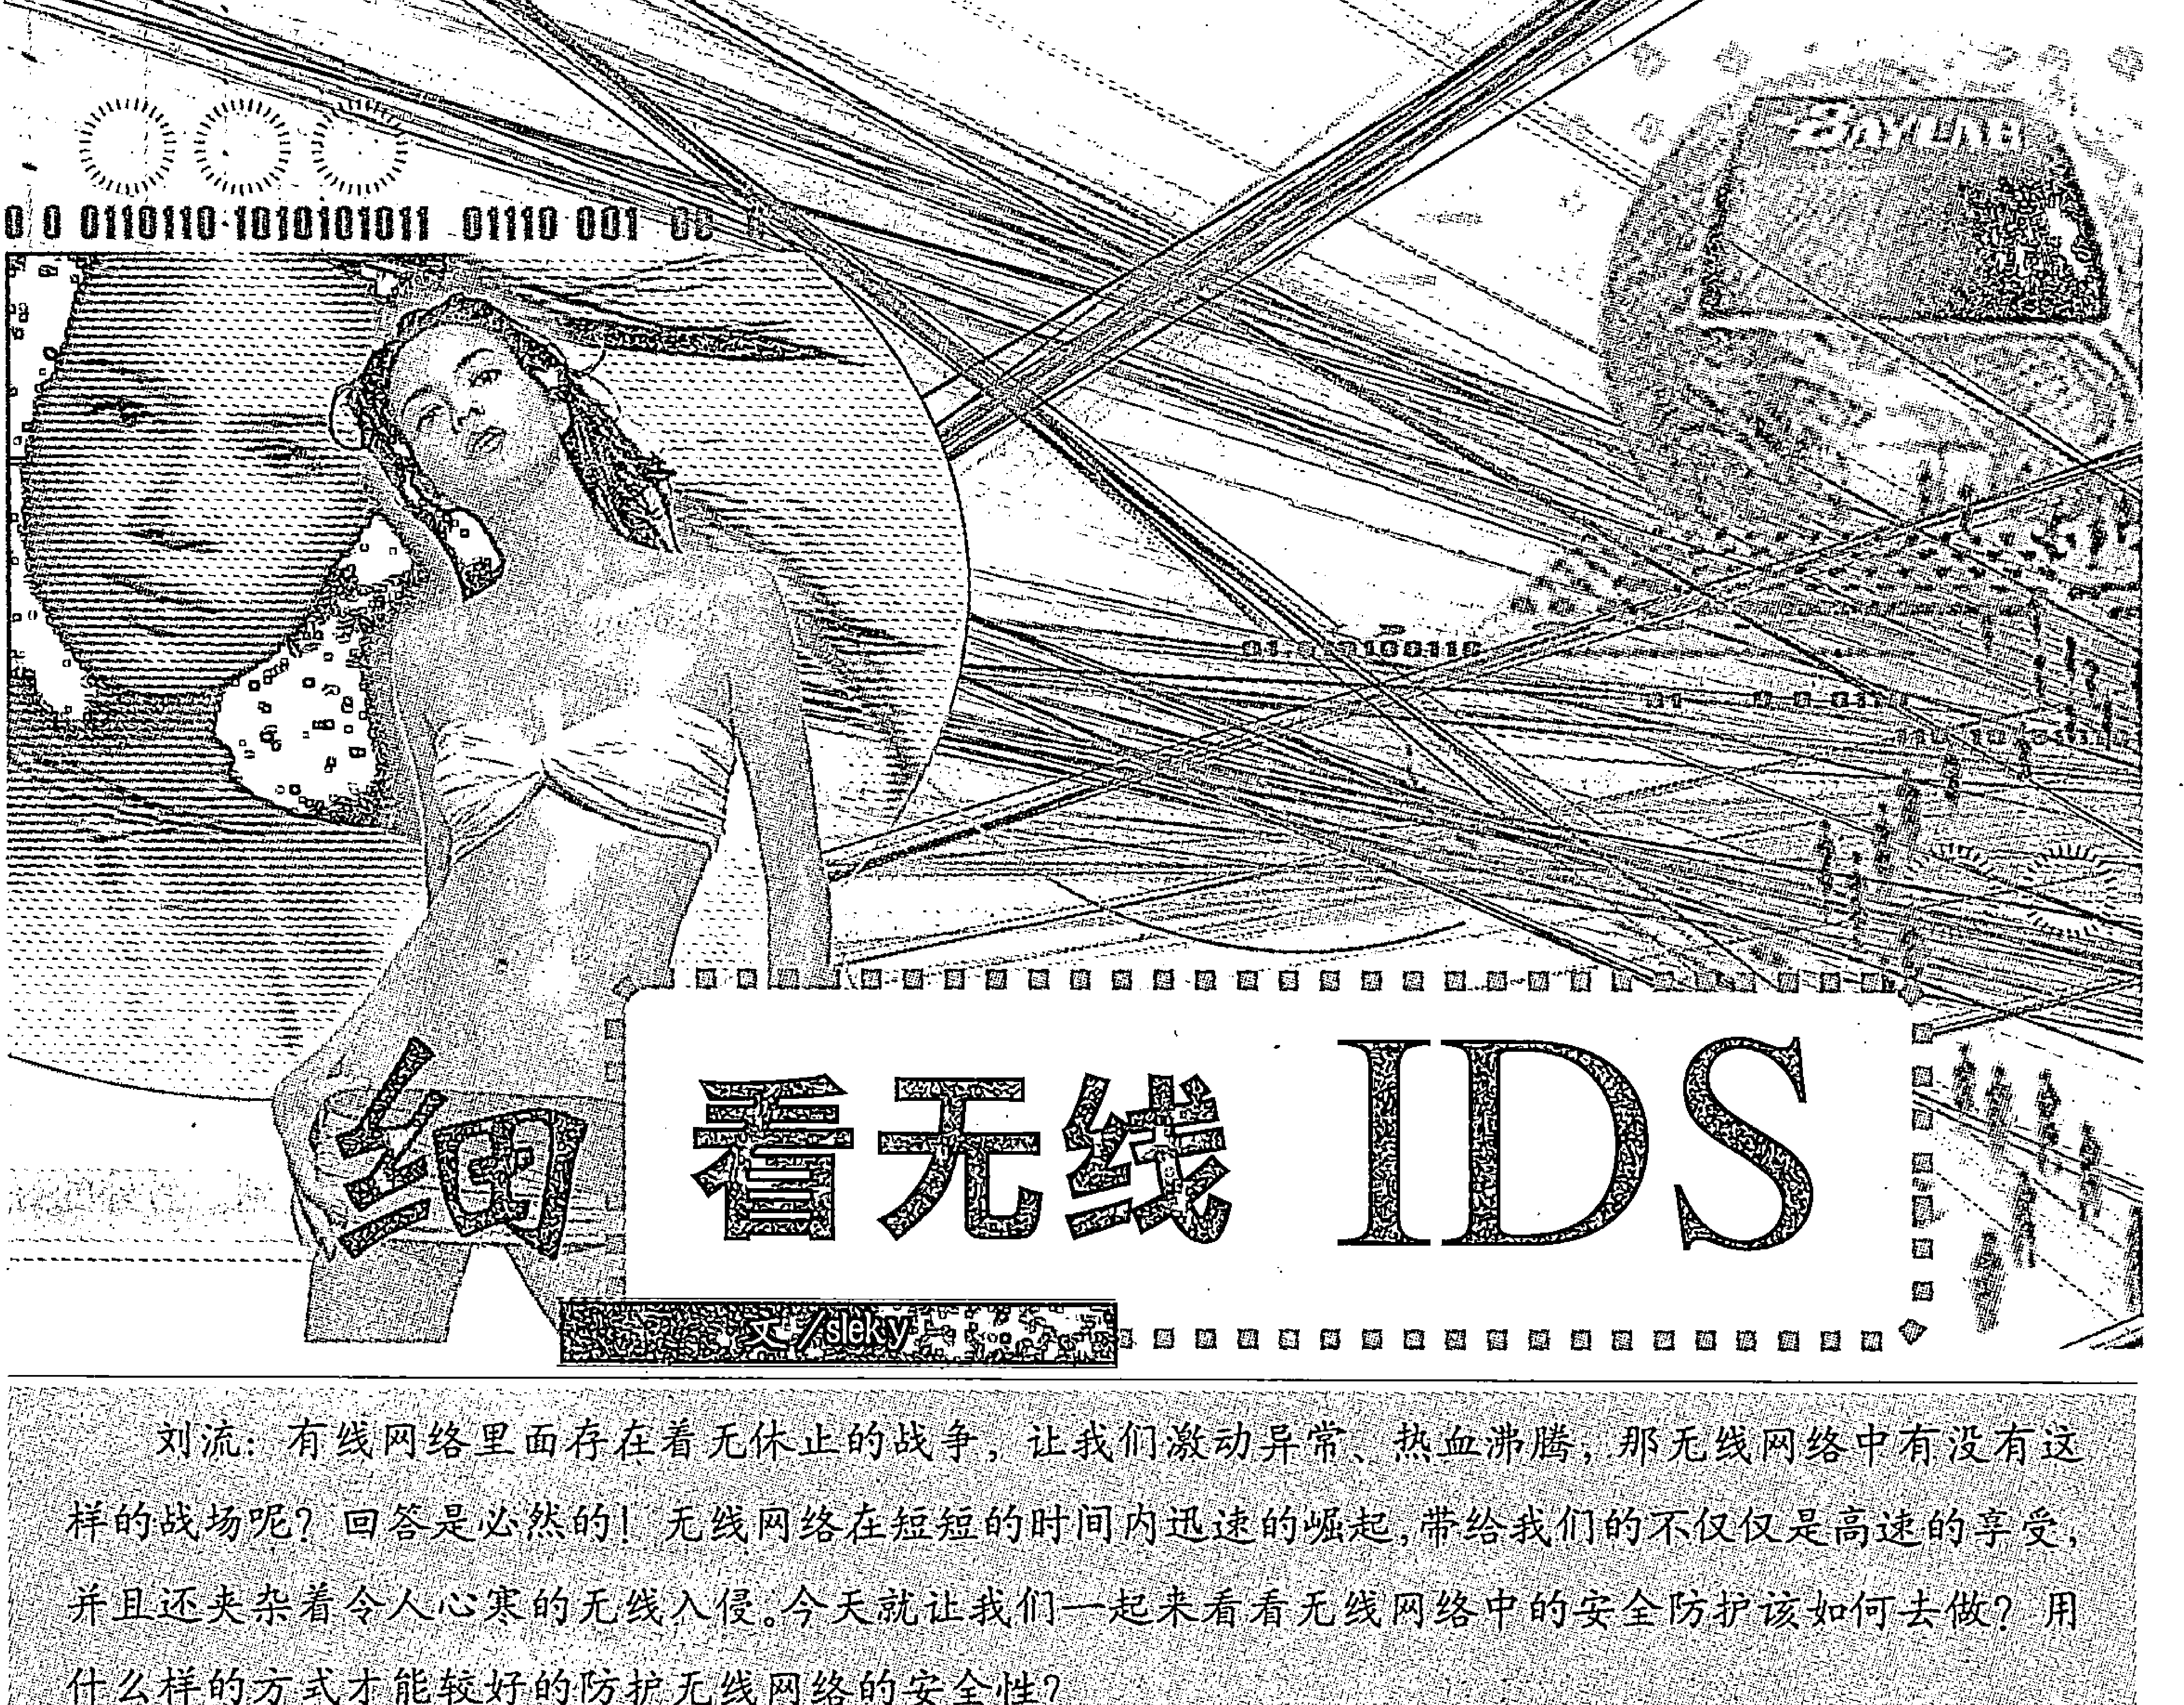 0 0 0110110 1010101011 01110 001 00
BAYLAB
细看无线 IDS
文/sleky
刘流：有线网络里面存在着无休止的战争，让我们激动异常、热血沸腾，那无线网络中有没有这
样的战场呢？回答是必然的！无线网络在短短的时间内迅速的崛起，带给我们的不仅仅是高速的享受，
并且还夹杂着令人心寒的无线入侵。今天就让我们一起来看看无线网络中的安全防护该如何去做？用
什么样的方式才能较好的防护无线网络的安全性？